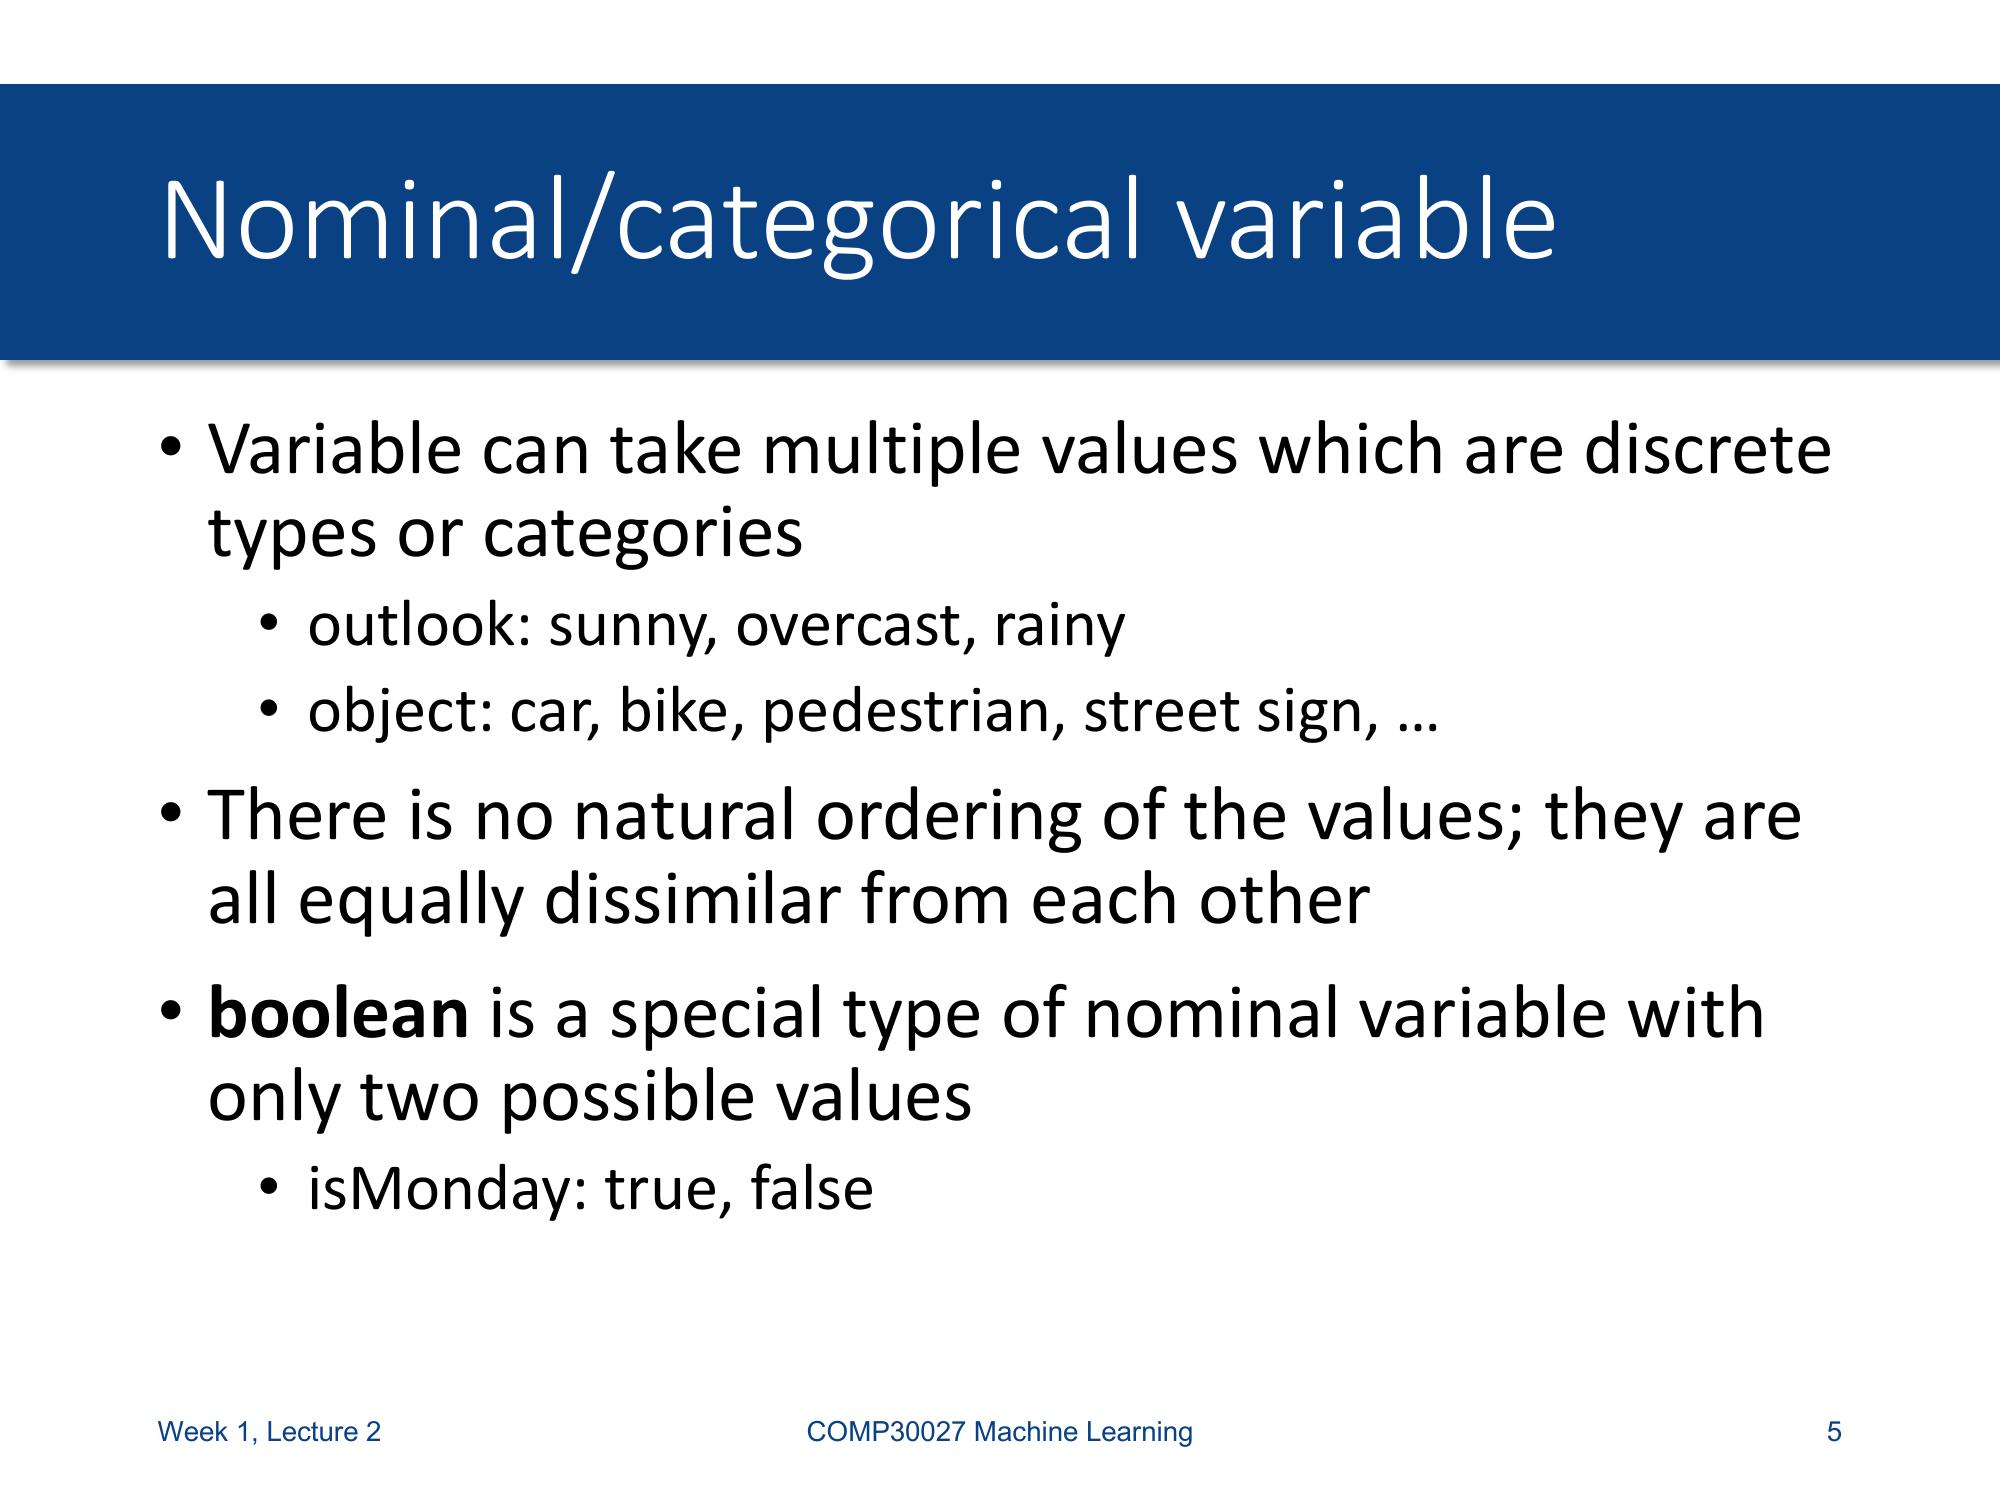 Nominal/categorical variable
• Variable can take multiple values which are discrete
types or categories
• outlook: sunny, overcast, rainy
• object: car, bike, pedestrian, street sign, …
• There is no natural ordering of the values; they are
all equally dissimilar from each other
• boolean is a special type of nominal variable with
only two possible values
• isMonday: true, false
Week 1, Lecture 2
COMP30027 Machine Learning
5